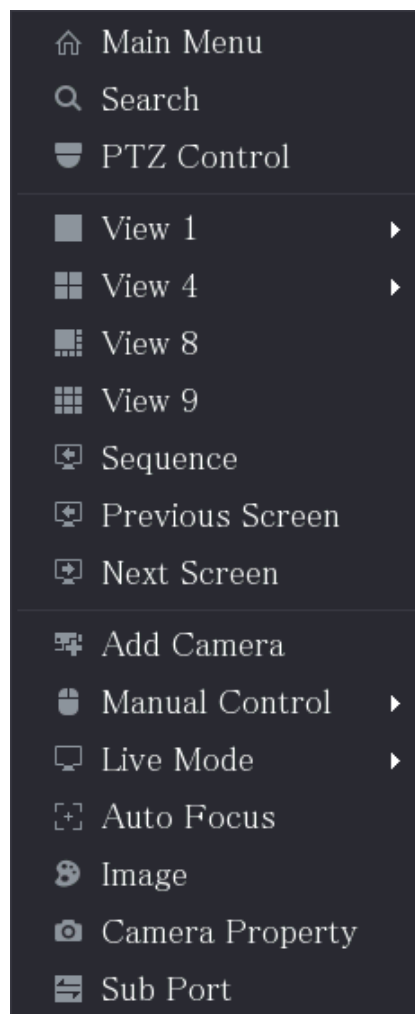 Main Menu
Search
PTZ Control
View 1
View 4
View 8
View 9
Sequence
Previous Screen
Next Screen
Add Camera
Manual Control
Live Mode
Auto Focus
Image
Camera Property
Sub Port